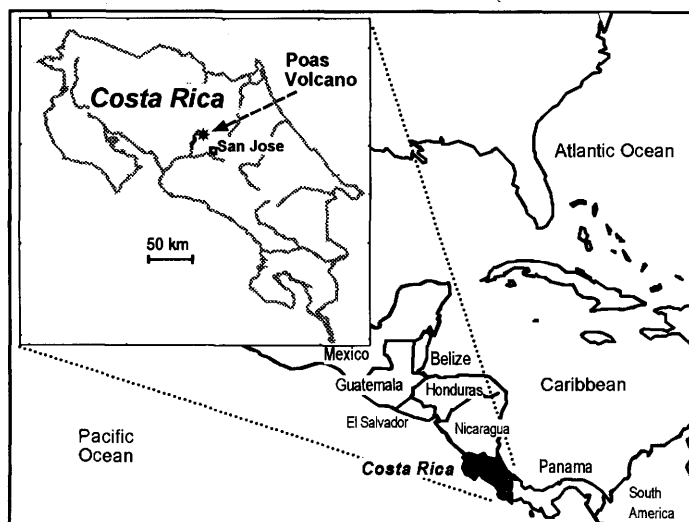 Poas
Volcano
Costa Rica
San Jose
50 km
Atlantic Ocean
Mexico
Belize
Guatemala
Honduras
Caribbean
El Salvador
Nicaragua
Pacific
Ocean
Costa Rica
Panama
South
America